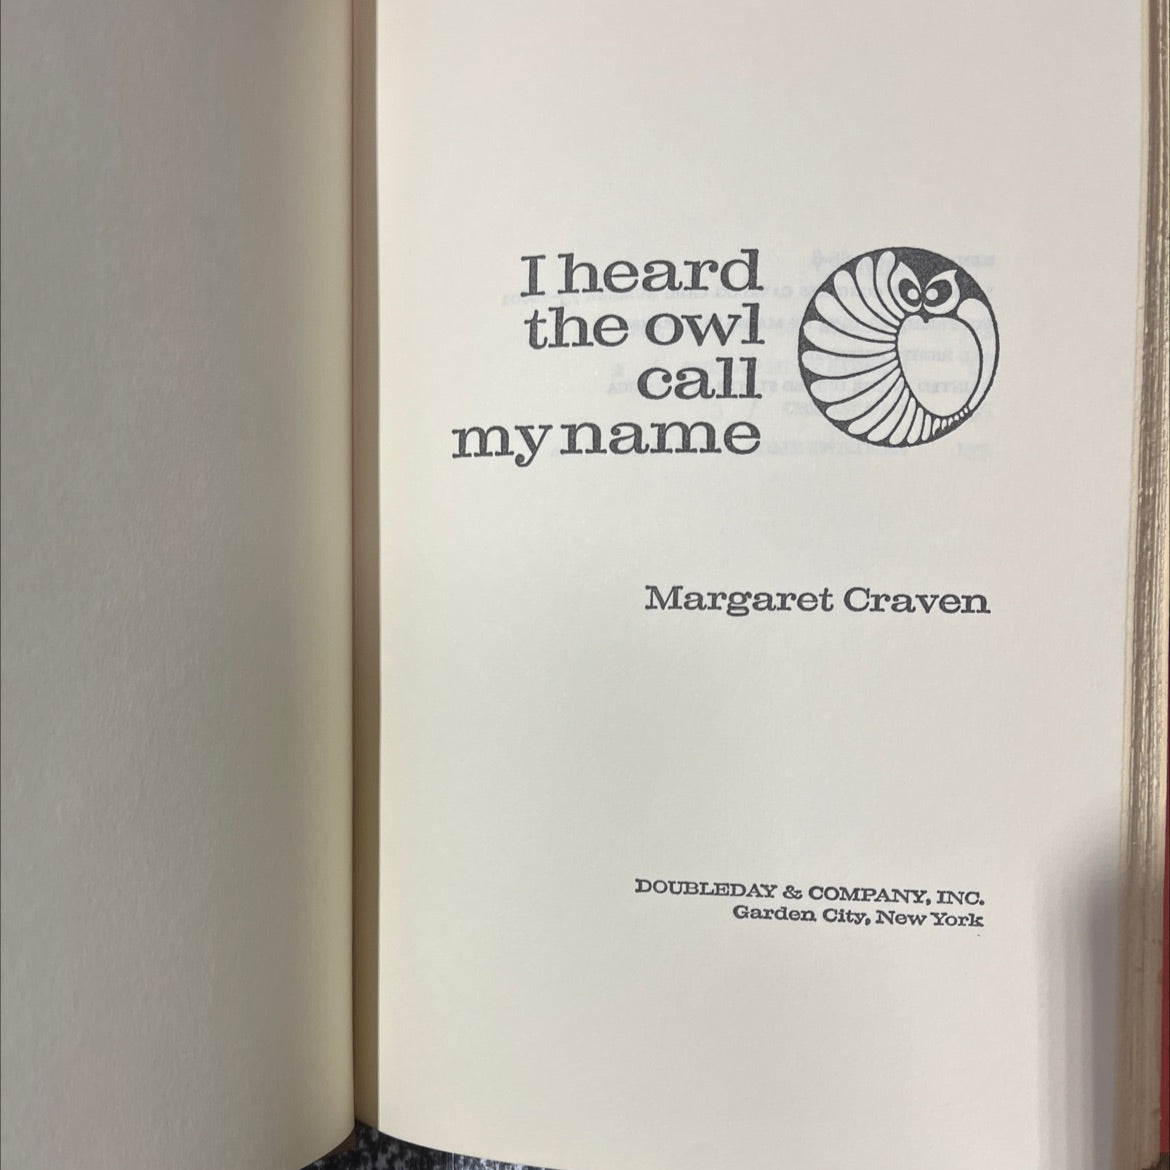 I heard
the owl
call
my name
Margaret Craven
DOUBLEDAY & COMPANY, INC.
Garden City, New York